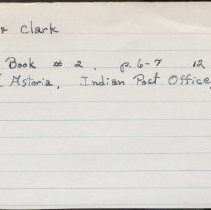 & Clark
Book # 2. p. 6-7 12
Astoria, Indian Post Office